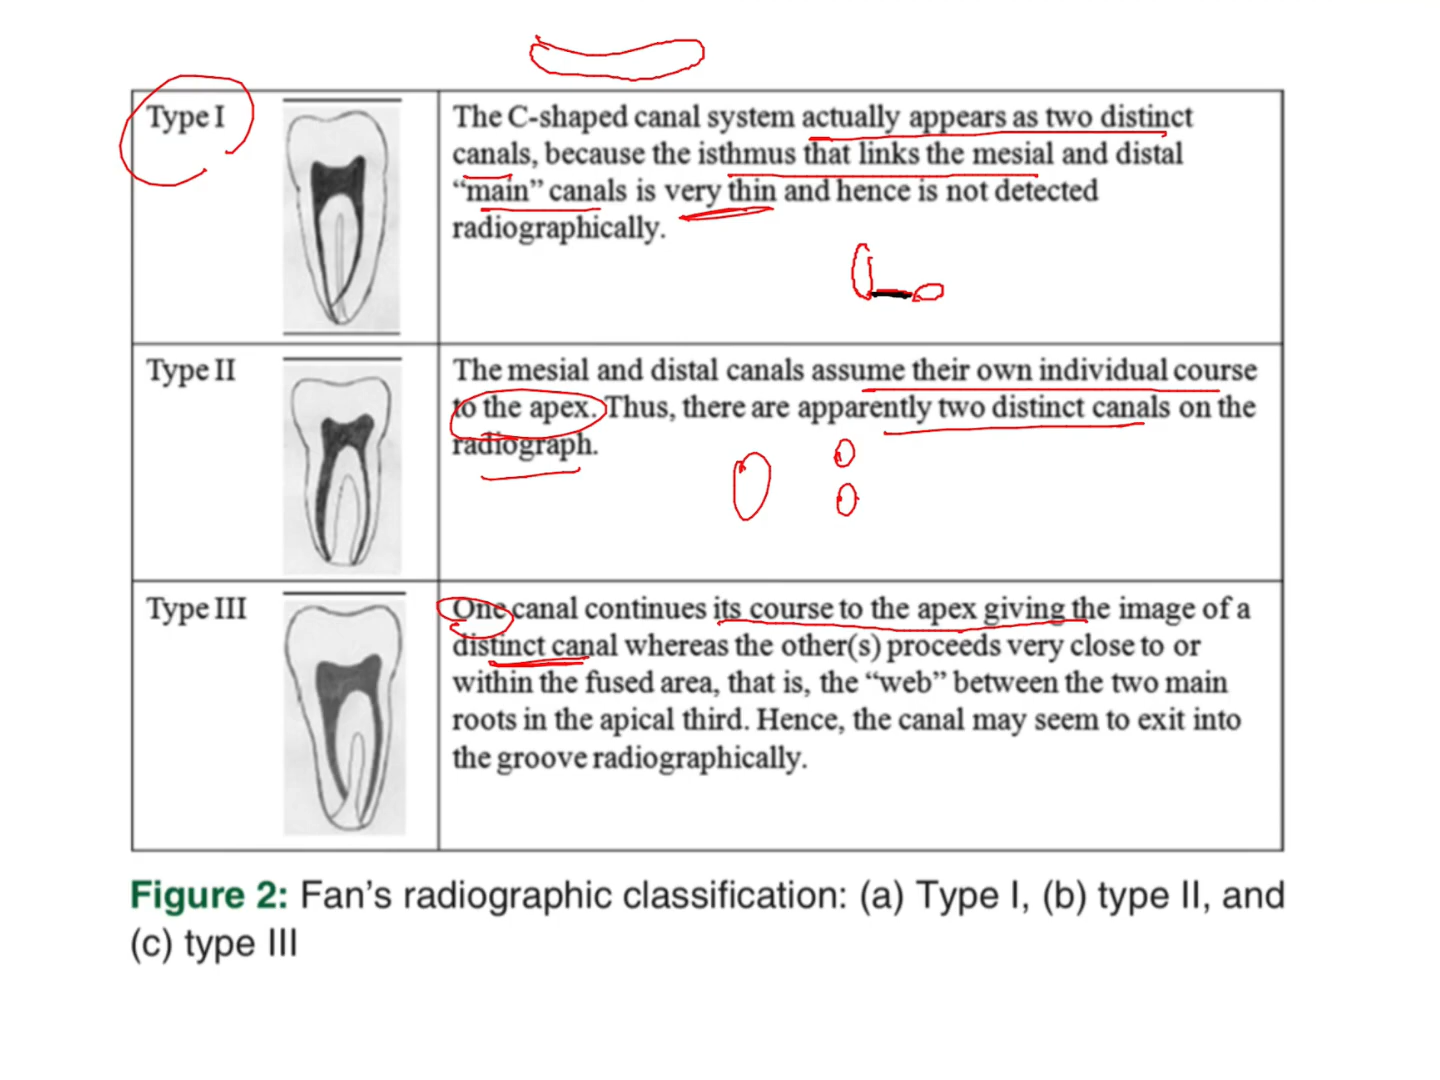 Type I
The C-shaped canal system actually appears as two distinct
canals, because the isthmus that links the mesial and distal
“main” canals is very thin and hence is not detected
radiographically.
Type II
The mesial and distal canals assume their own individual course
to the apex. Thus, there are apparently two distinct canals on the
radiograph.
Type III
One canal continues its course to the apex giving the image of a
distinct canal whereas the other(s) proceeds very close to or
within the fused area, that is, the “web” between the two main
roots in the apical third. Hence, the canal may seem to exit into
the groove radiographically.
Figure 2: Fan’s radiographic classification: (a) Type I, (b) type II, and
(c) type III